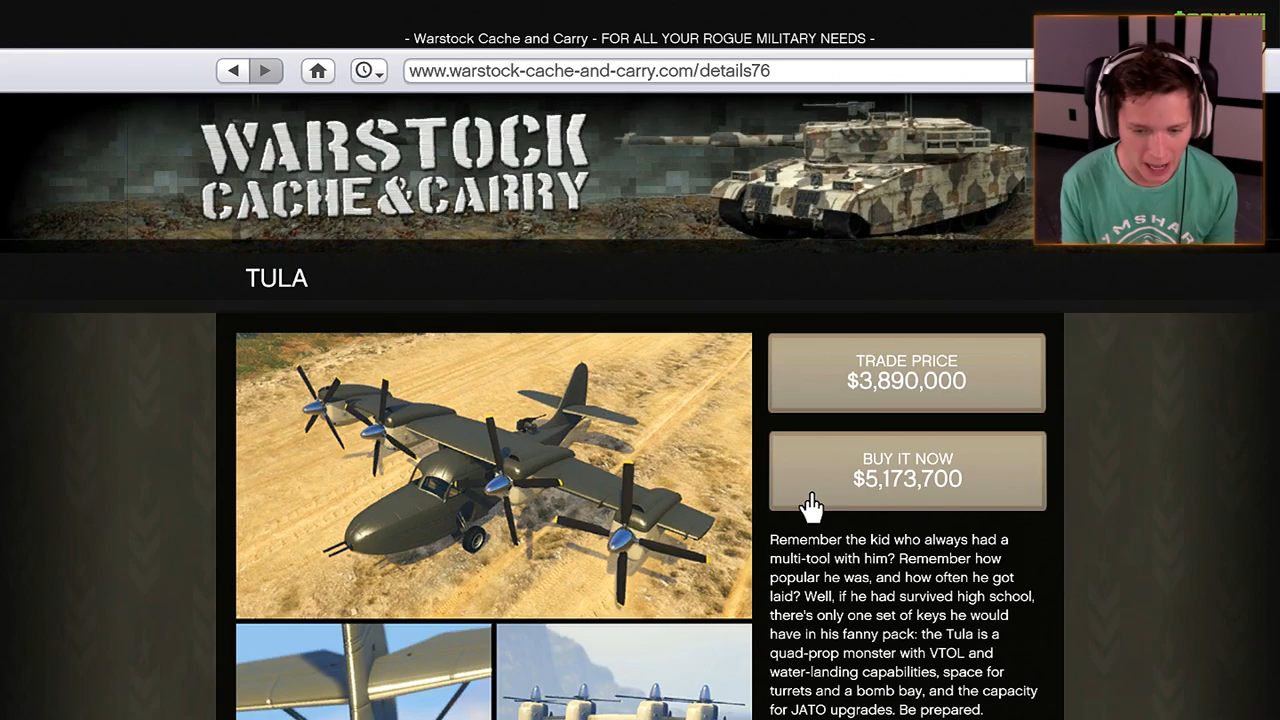 - Warstock Cache and Carry - FOR ALL YOUR ROGUE MILITARY NEEDS -
www.warstock-cache-and-carry.com/details76
WARSTOCK
CACHE & CARRY
TULA
TRADE PRICE
$3,890,000
BUY IT NOW
$5,173,700
Remember the kid who always had a
multi-tool with him? Remember how
popular he was, and how often he got
laid? Well, if he had survived high school,
there's only one set of keys he would
have in his fanny pack: the Tula is a
quad-prop monster with VTOL and
water-landing capabilities, space for
turrets and a bomb bay, and the capacity
for JATO upgrades. Be prepared.